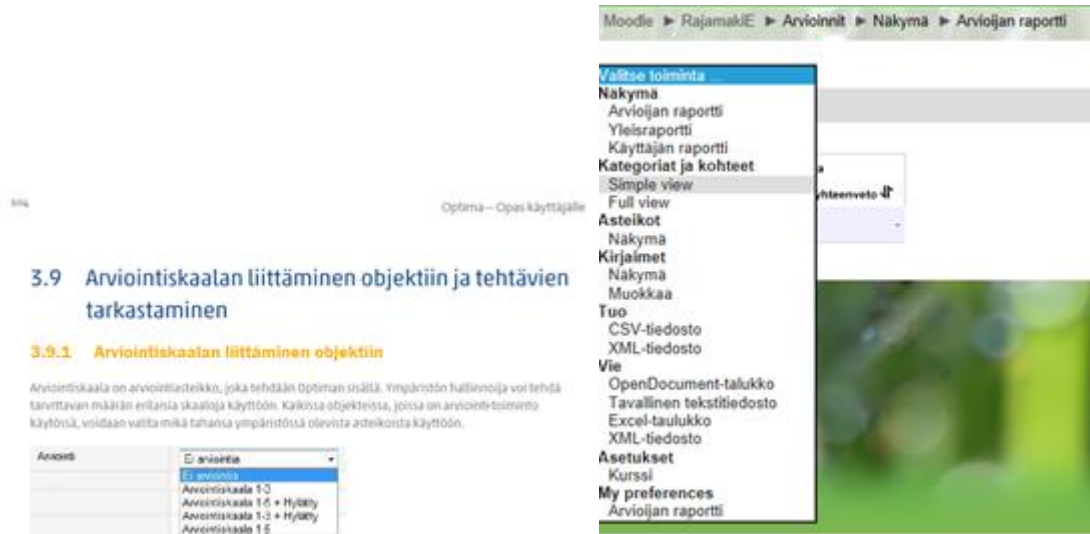 Optima – Opas käyttäjälle
3.9 Arviointiskaalan liittäminen objektiin ja tehtävien
tarkastaminen
3.9.1 Arviointiskaalan liittäminen objektiin
Arviointiskaala on arviointiasteikko, joka tehdään Optiman sisällä. Ympäristön hallinnoija voi tehdä
tarvittavan määrän erilaisia skaaloja käyttöön. Kaikissa objekteissa, joissa on arviointi-toiminto
käytössä, voidaan valita mikä tahansa ympäristössä olevista asteikoista käyttöön.
Arviointi
Ei arviointia
Ei arviointia
Arviointiskaala 1-3
Arviointiskaala 1-5 + Hylätty
Arviointiskaala 1-3 + Hylätty
Arviointiskaala 1-5
Moodle ► RajamakiE ► Arvioinnit ► Näkymä ► Arvioijan raportti
Valitse toiminta ...
Näkymä
Arvioijan raportti
Yleisraportti
Käyttäjän raportti
Kategoriat ja kohteet
Simple view
Full view
Asteikot
Näkymä
Kirjaimet
Näkymä
Muokkaa
Tuo
CSV-tiedosto
XML-tiedosto
Vie
OpenDocument-talukko
Tavallinen tekstitiedosto
Excel-taulukko
XML-tiedosto
Asetukset
Kurssi
My preferences
Arvioijan raportti
yhteenveto